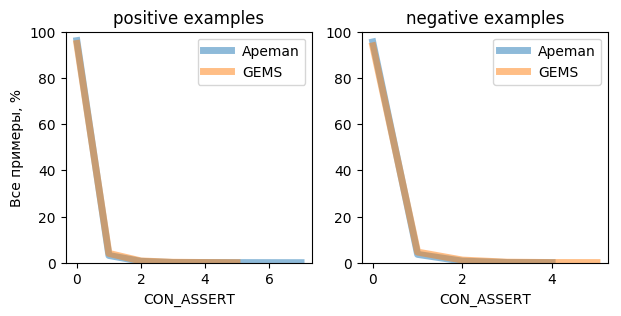 positive examples
negative examples
Apeman
GEMS
Apeman
GEMS
Все примеры, %
100
80
60
40
20
0
0 2 4 6
CON_ASSERT
100
80
60
40
20
0
0 2 4
CON_ASSERT